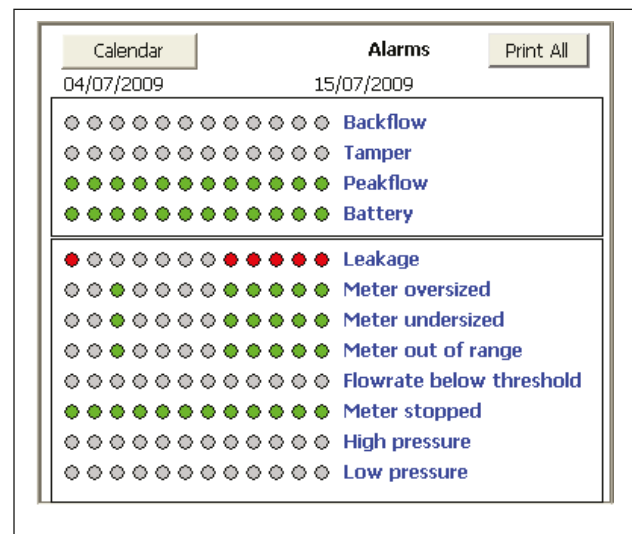 Calendar Alarms Print All
04/07/2009 15/07/2009
Backflow
Tamper
Peakflow
Battery
Leakage
Meter oversized
Meter undersized
Meter out of range
Flowrate below threshold
Meter stopped
High pressure
Low pressure